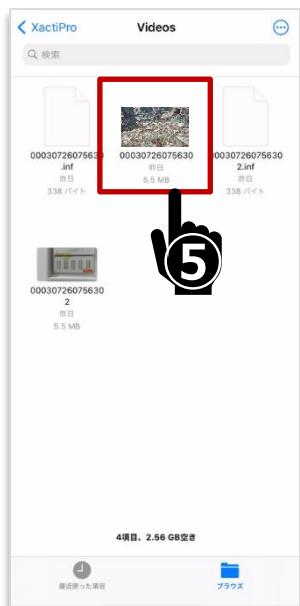 XactiPro
Videos
検索
00030726075630
.inf
昨日
338 バイト
00030726075630
昨日
5.5 MB
00030726075630
2.inf
昨日
338 バイト
00030726075630
2
昨日
5.5 MB
⑤
4項目、2.56 GB空き
最近使った項目
ブラウズ